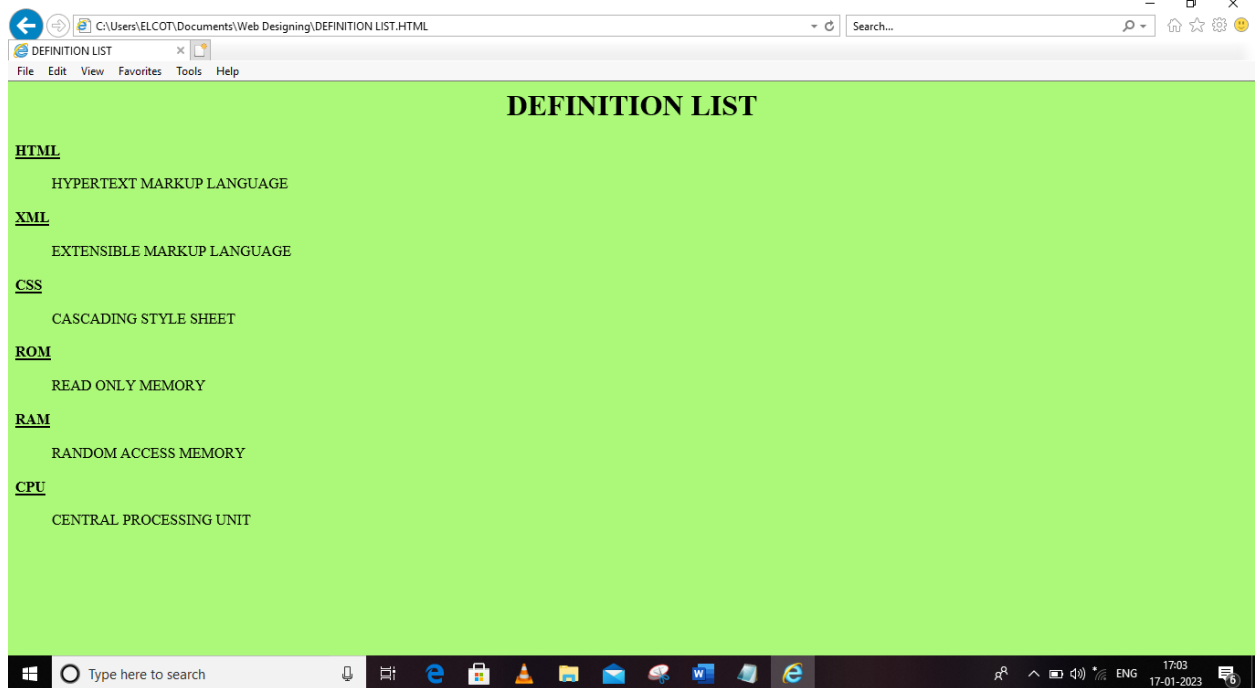 C:\Users\ELCOT\Documents\Web Designing\DEFINITION LIST.HTML
Search...
DEFINITION LIST
File Edit View Favorites Tools Help
DEFINITION LIST
HTML
HYPERTEXT MARKUP LANGUAGE
XML
EXTENSIBLE MARKUP LANGUAGE
CSS
CASCADING STYLE SHEET
ROM
READ ONLY MEMORY
RAM
RANDOM ACCESS MEMORY
CPU
CENTRAL PROCESSING UNIT
Type here to search
W
ENG
17:03
17-01-2023
6